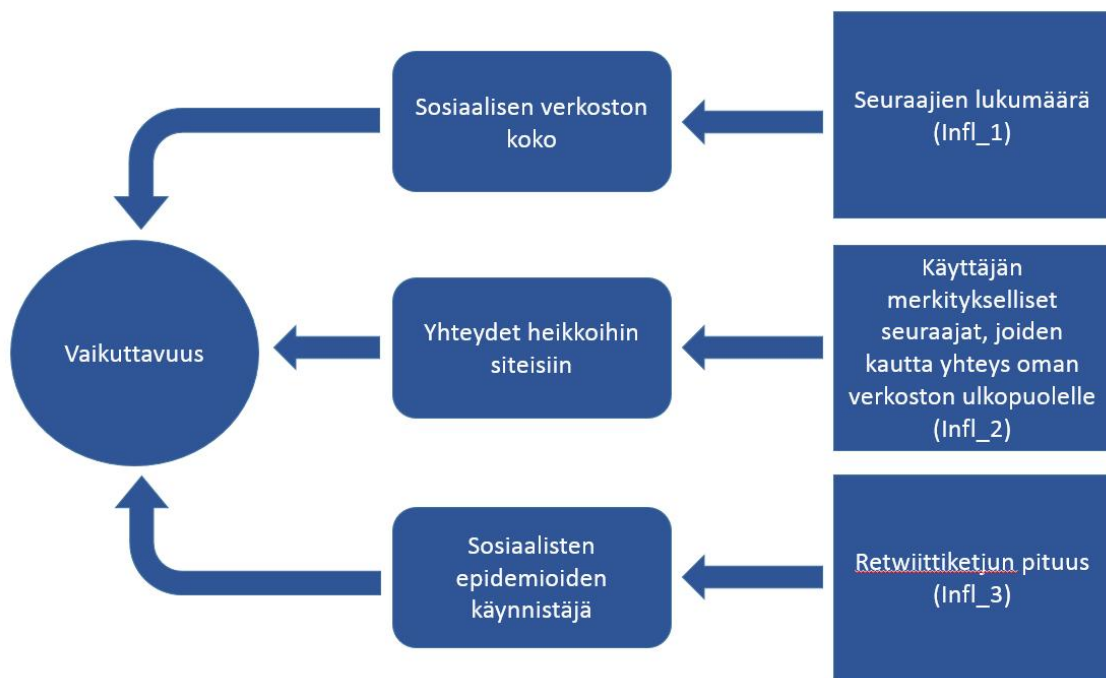 Sosiaalisen verkoston
koko
Seuraajien lukumäärä
(Infl_1)
Vaikuttavuus
Yhteydet heikkoihin
siteisiin
Käyttäjän
merkitykselliset
seuraajat, joiden
kautta yhteys oman
verkoston ulkopuolelle
(Infl_2)
Sosiaalisten
epidemioiden
käynnistäjä
Retwiittiketjun pituus
(Infl_3)